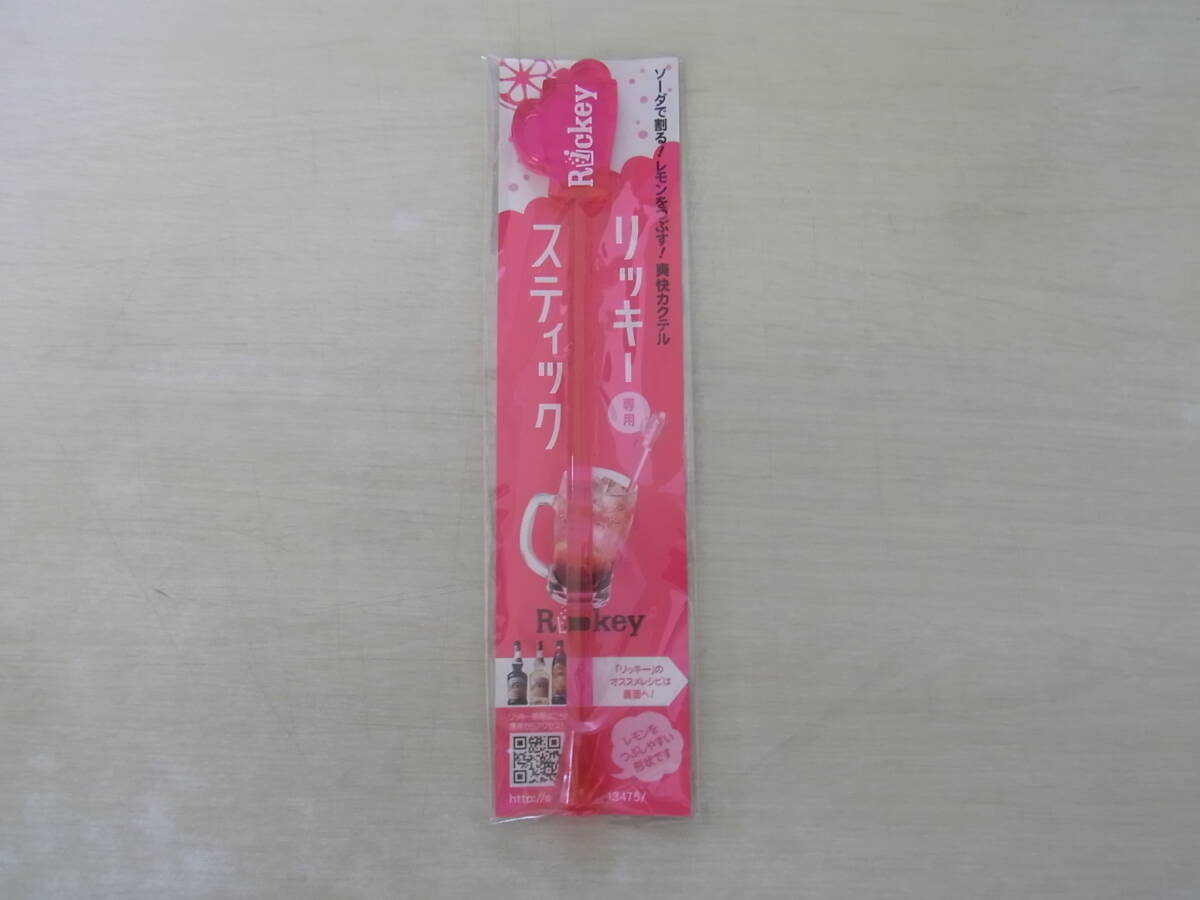 ソーダで割る！レモンをつぶす！爽快カクテル
Rickey
リッキー
専用
スティック
R key
「リッキー」の
オススメレシピは
裏面へ！
レモンを
つぶしやすい
形状です
http://s 13475/